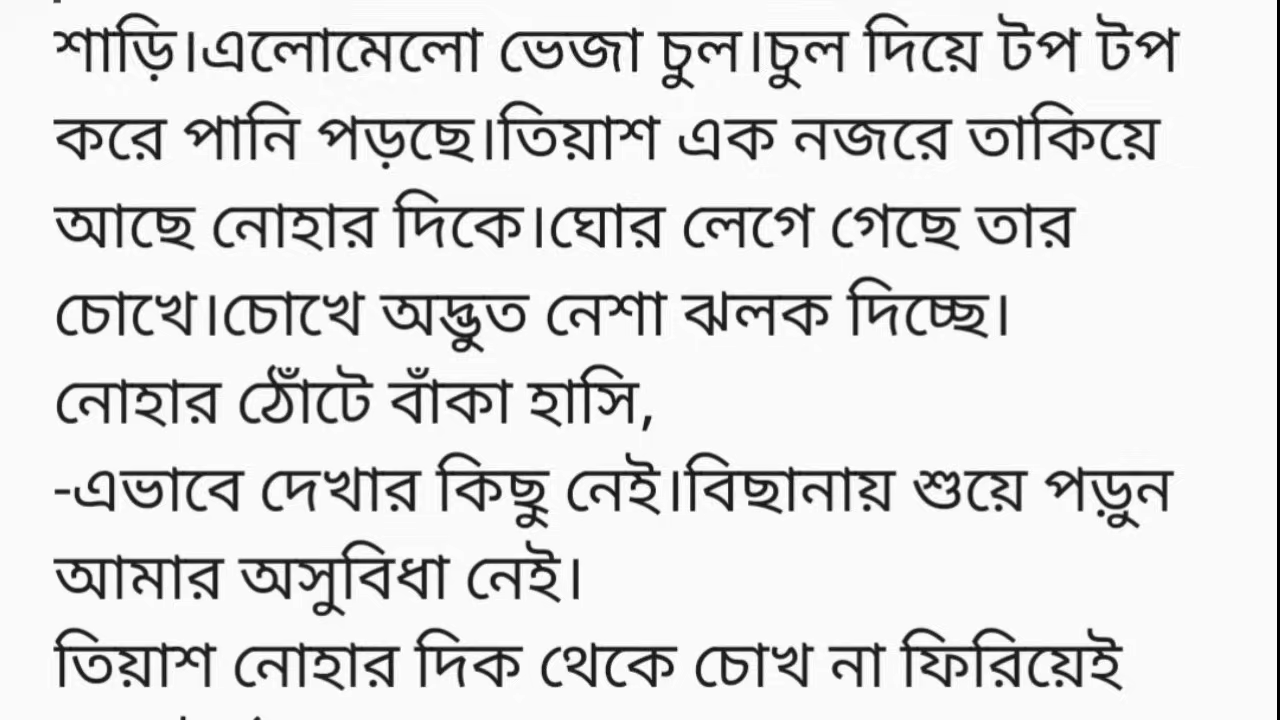 শাড়ি।এলোমেলো ভেজা চুল।চুল দিয়ে টপ টপ
করে পানি পড়ছে।তিয়াশ এক নজরে তাকিয়ে
আছে নোহার দিকে।ঘোর লেগে গেছে তার
চোখে।চোখে অদ্ভুত নেশা ঝলক দিচ্ছে।
নোহার ঠোঁটে বাঁকা হাসি,
-এভাবে দেখার কিছু নেই।বিছানায় শুয়ে পড়ুন
আমার অসুবিধা নেই।
তিয়াশ নোহার দিক থেকে চোখ না ফিরিয়েই